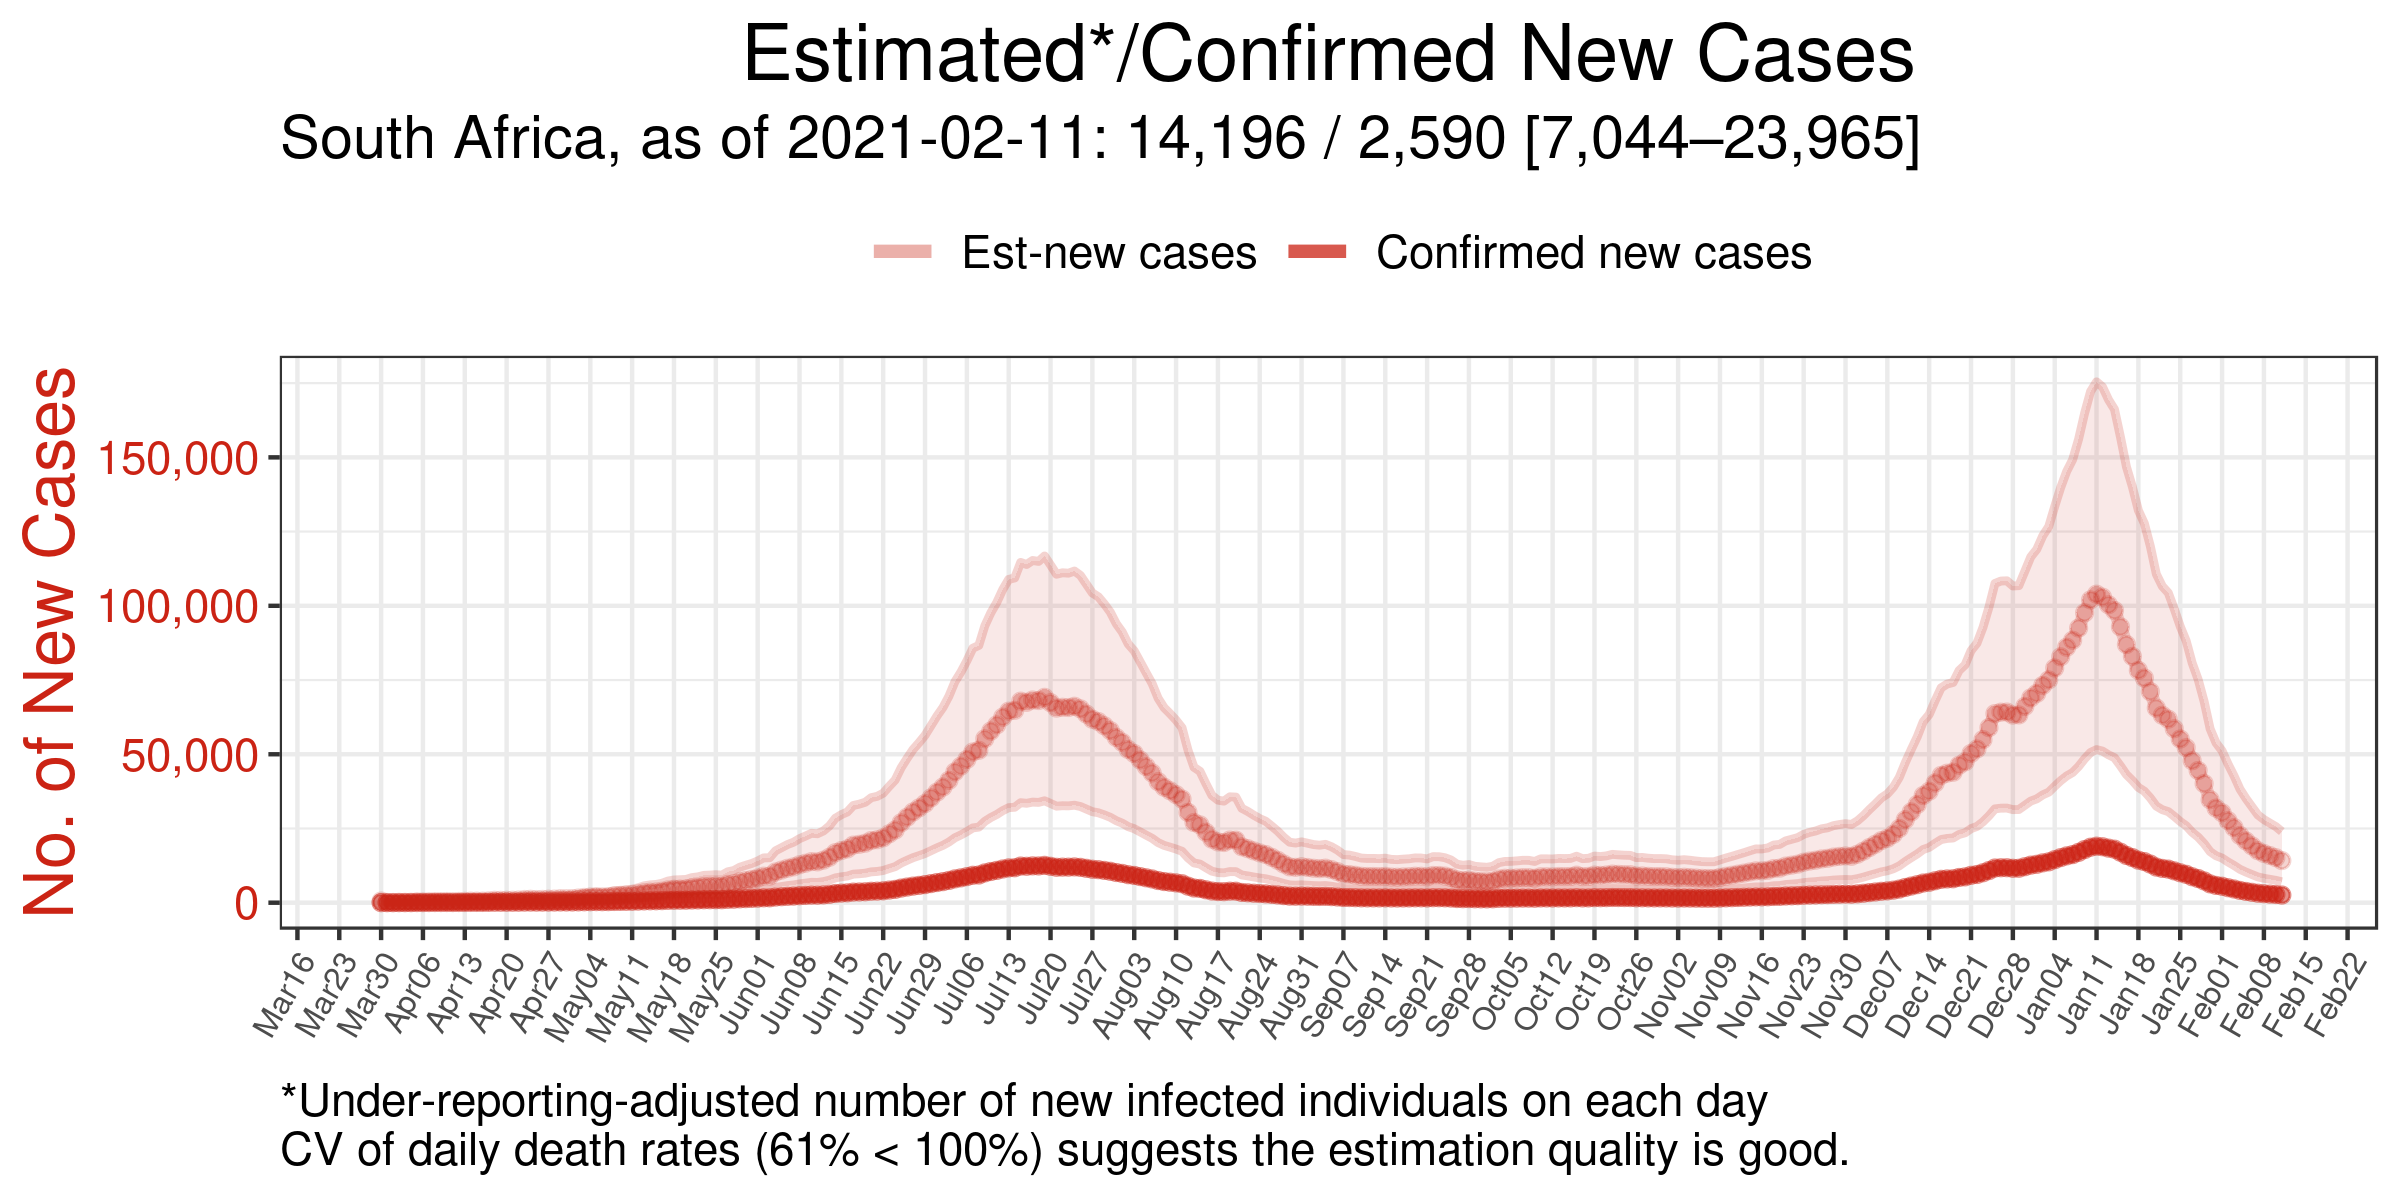 Estimated*/Confirmed New Cases
South Africa, as of 2021-02-11: 14,196 / 2,590 [7,044–23,965]
Est-new cases
Confirmed new cases
No. of New Cases
150,000
100,000
50,000
0
Mar16
Mar23
Mar30
Apr06
Apr13
Apr20
Apr27
May04
May11
May18
May25
Jun01
Jun08
Jun15
Jun22
Jun29
Jul06
Jul13
Jul20
Jul27
Aug03
Aug10
Aug17
Aug24
Aug31
Sep07
Sep14
Sep21
Sep28
Oct05
Oct12
Oct19
Oct26
Nov02
Nov09
Nov16
Nov23
Nov30
Dec07
Dec14
Dec21
Dec28
Jan04
Jan11
Jan18
Jan25
Feb01
Feb08
Feb15
Feb22
*Under-reporting-adjusted number of new infected individuals on each day
CV of daily death rates (61% < 100%) suggests the estimation quality is good.